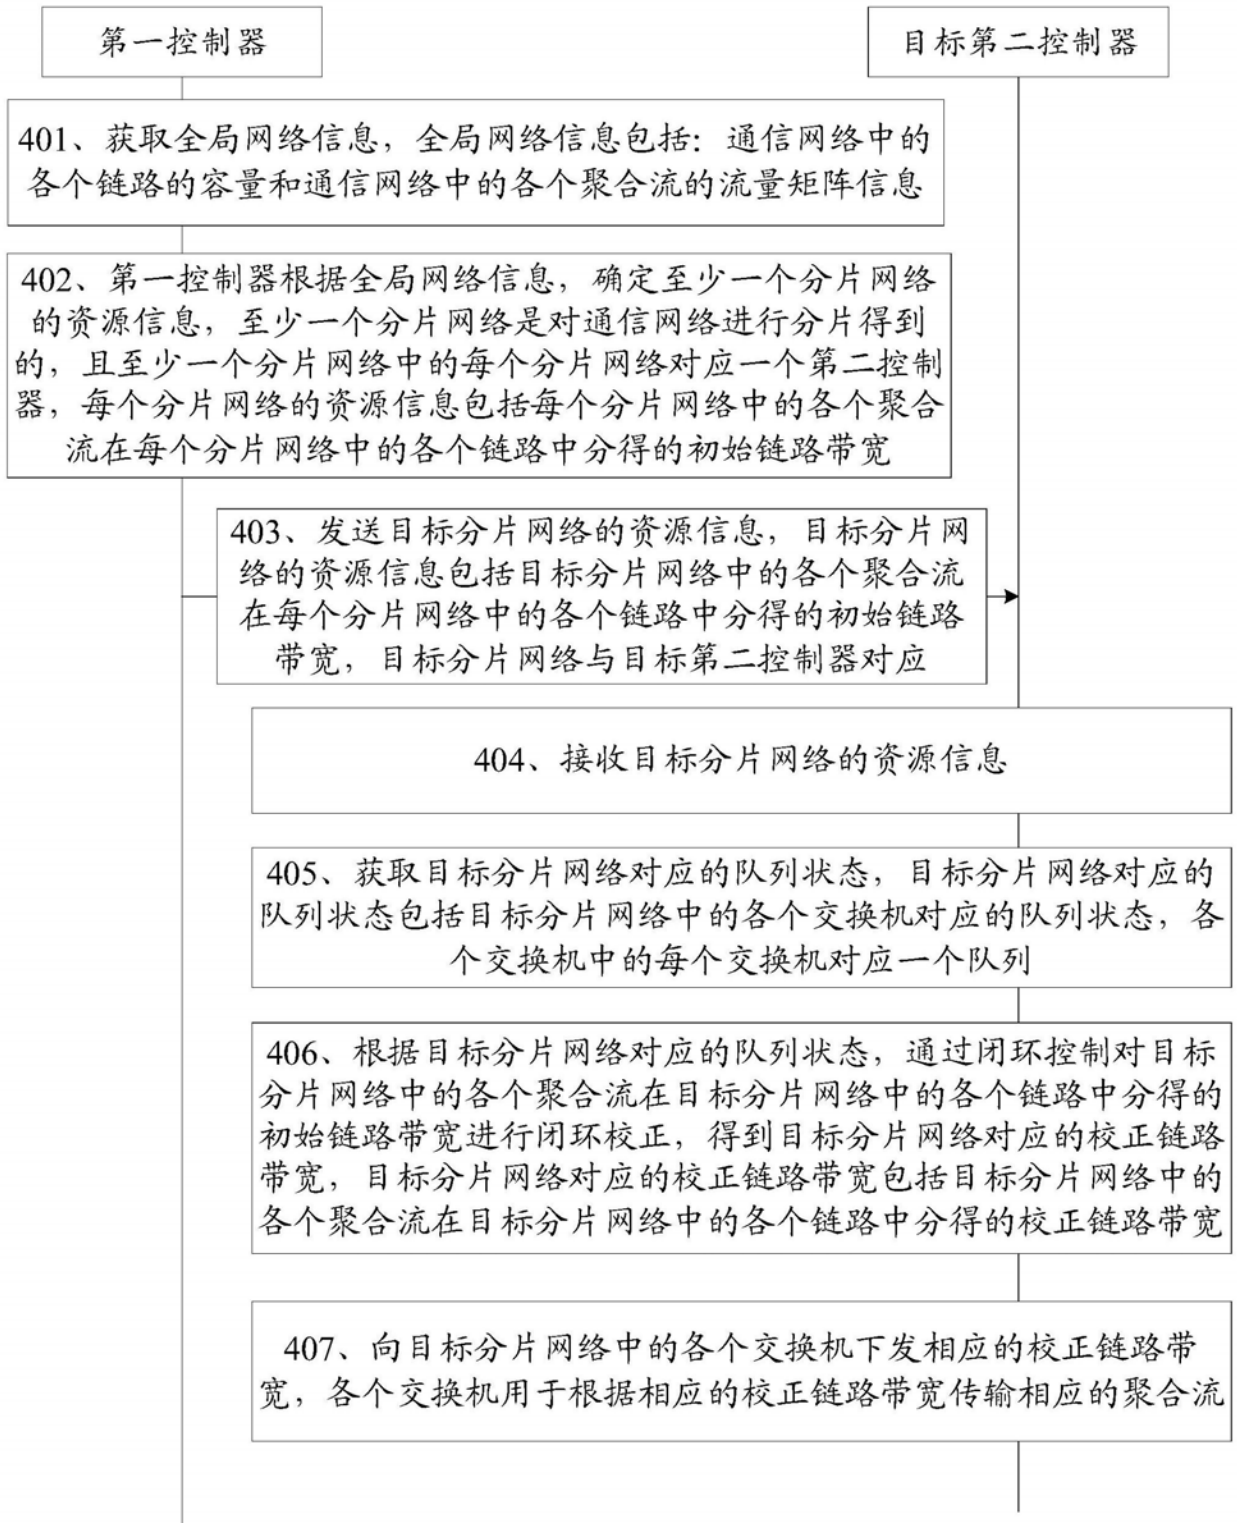 第一控制器
目标第二控制器
401、获取全局网络信息，全局网络信息包括：通信网络中的
各个链路的容量和通信网络中的各个聚合流的流量矩阵信息
402、第一控制器根据全局网络信息，确定至少一个分片网络
的资源信息，至少一个分片网络是对通信网络进行分片得到
的，且至少一个分片网络中的每个分片网络对应一个第二控制
器，每个分片网络的资源信息包括每个分片网络中的各个聚合
流在每个分片网络中的各个链路中分得的初始链路带宽
403、发送目标分片网络的资源信息，目标分片网
络的资源信息包括目标分片网络中的各个聚合流
在每个分片网络中的各个链路中分得的初始链路
带宽，目标分片网络与目标第二控制器对应
404、接收目标分片网络的资源信息
405、获取目标分片网络对应的队列状态，目标分片网络对应的
队列状态包括目标分片网络中的各个交换机对应的队列状态，各
个交换机中的每个交换机对应一个队列
406、根据目标分片网络对应的队列状态，通过闭环控制对目标
分片网络中的各个聚合流在目标分片网络中的各个链路中分得的
初始链路带宽进行闭环校正，得到目标分片网络对应的校正链路
带宽，目标分片网络对应的校正链路带宽包括目标分片网络中的
各个聚合流在目标分片网络中的各个链路中分得的校正链路带宽
407、向目标分片网络中的各个交换机下发相应的校正链路带
宽，各个交换机用于根据相应的校正链路带宽传输相应的聚合流